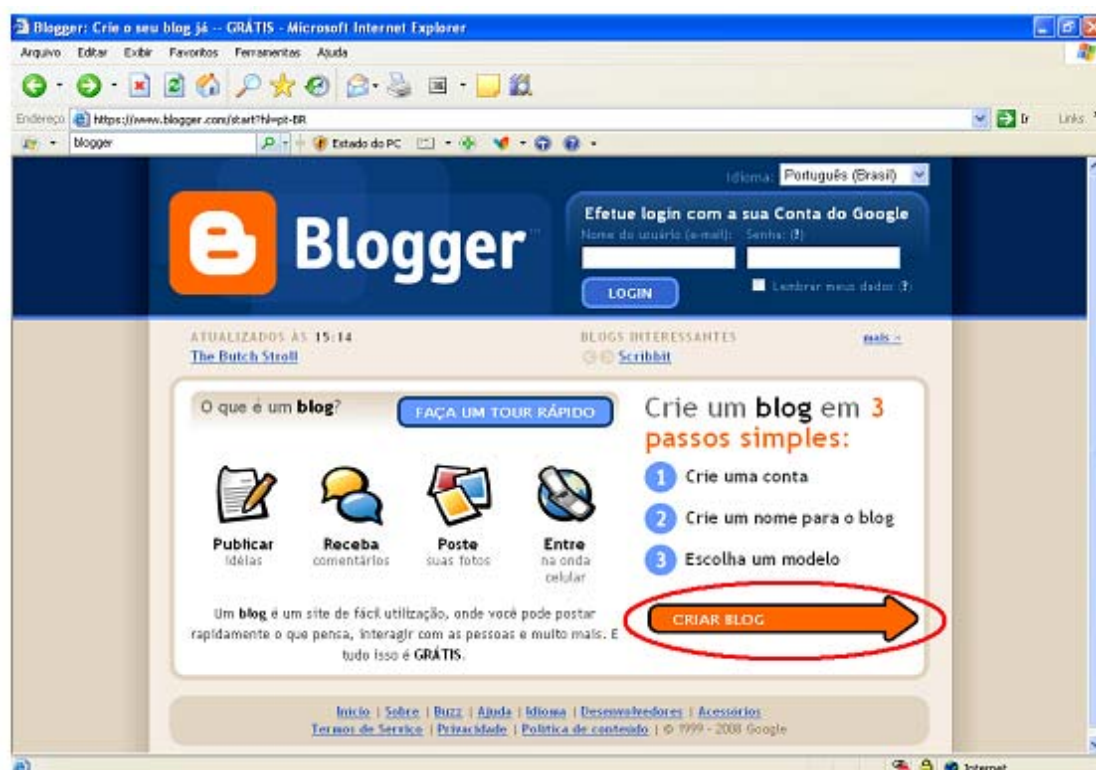 Blogger: Crie o seu blog já -- GRÁTIS - Microsoft Internet Explorer
Arquivo Editar Exibir Favoritos Ferramentas Ajuda
Endereço https://www.blogger.com/start?hl=pt-BR Ir Links
blogger Estado do PC
Idioma: Português (Brasil)
Blogger
Efetue login com a sua Conta do Google
Nome do usuário (e-mail): Senha: (?)
LOGIN Lembrar meus dados (?)
ATUALIZADOS ÀS 15:14
The Butch Stroll
BLOGS INTERESSANTES mais
Scribbit
O que é um blog? FAÇA UM TOUR RÁPIDO
Publicar idéias
Receba comentários
Poste suas fotos
Entre na onda celular
Um blog é um site de fácil utilização, onde você pode postar
rapidamente o que pensa, interagir com as pessoas e muito mais. E
tudo isso é GRÁTIS.
Crie um blog em 3
passos simples:
1 Crie uma conta
2 Crie um nome para o blog
3 Escolha um modelo
CRIAR BLOG
Início | Sobre | Buzz | Ajuda | Idioma | Desenvolvedores | Acessórios
Termos de Serviço | Privacidade | Política de conteúdo | © 1999 - 2008 Google
Internet